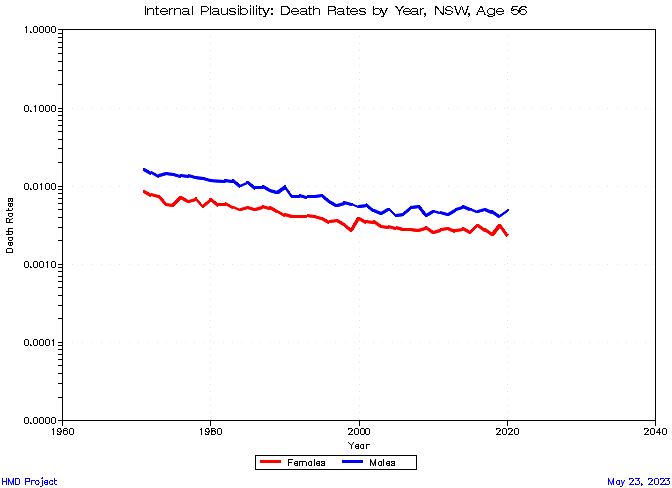 Internal Plausibility: Death Rates by Year, NSW, Age 56
1.0000
0.1000
0.0100
0.0010
0.0001
0.0000
Death Rates
1960
1980
2000
2020
2040
Year
Females
Males
HMD Project
May 23, 2023